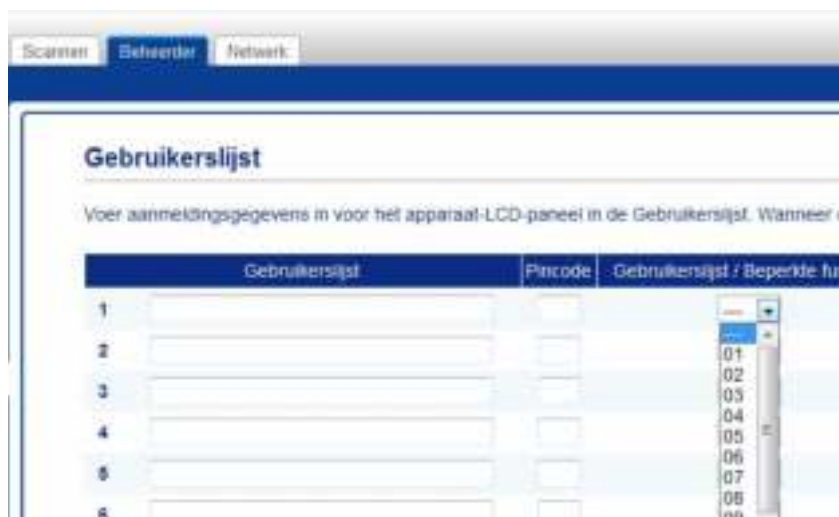 Scannen Beheerder Netwerk
Gebruikerslijst
Voer aanmeldingsgegevens in voor het apparaat-LCD-paneel in de Gebruikerslijst. Wanneer
Gebruikerslijst Pincode Gebruikerslijst / Beperkte fu
1 ---
2 ---
01
02
3 03
04
4 05
06
5 07
08
6 09